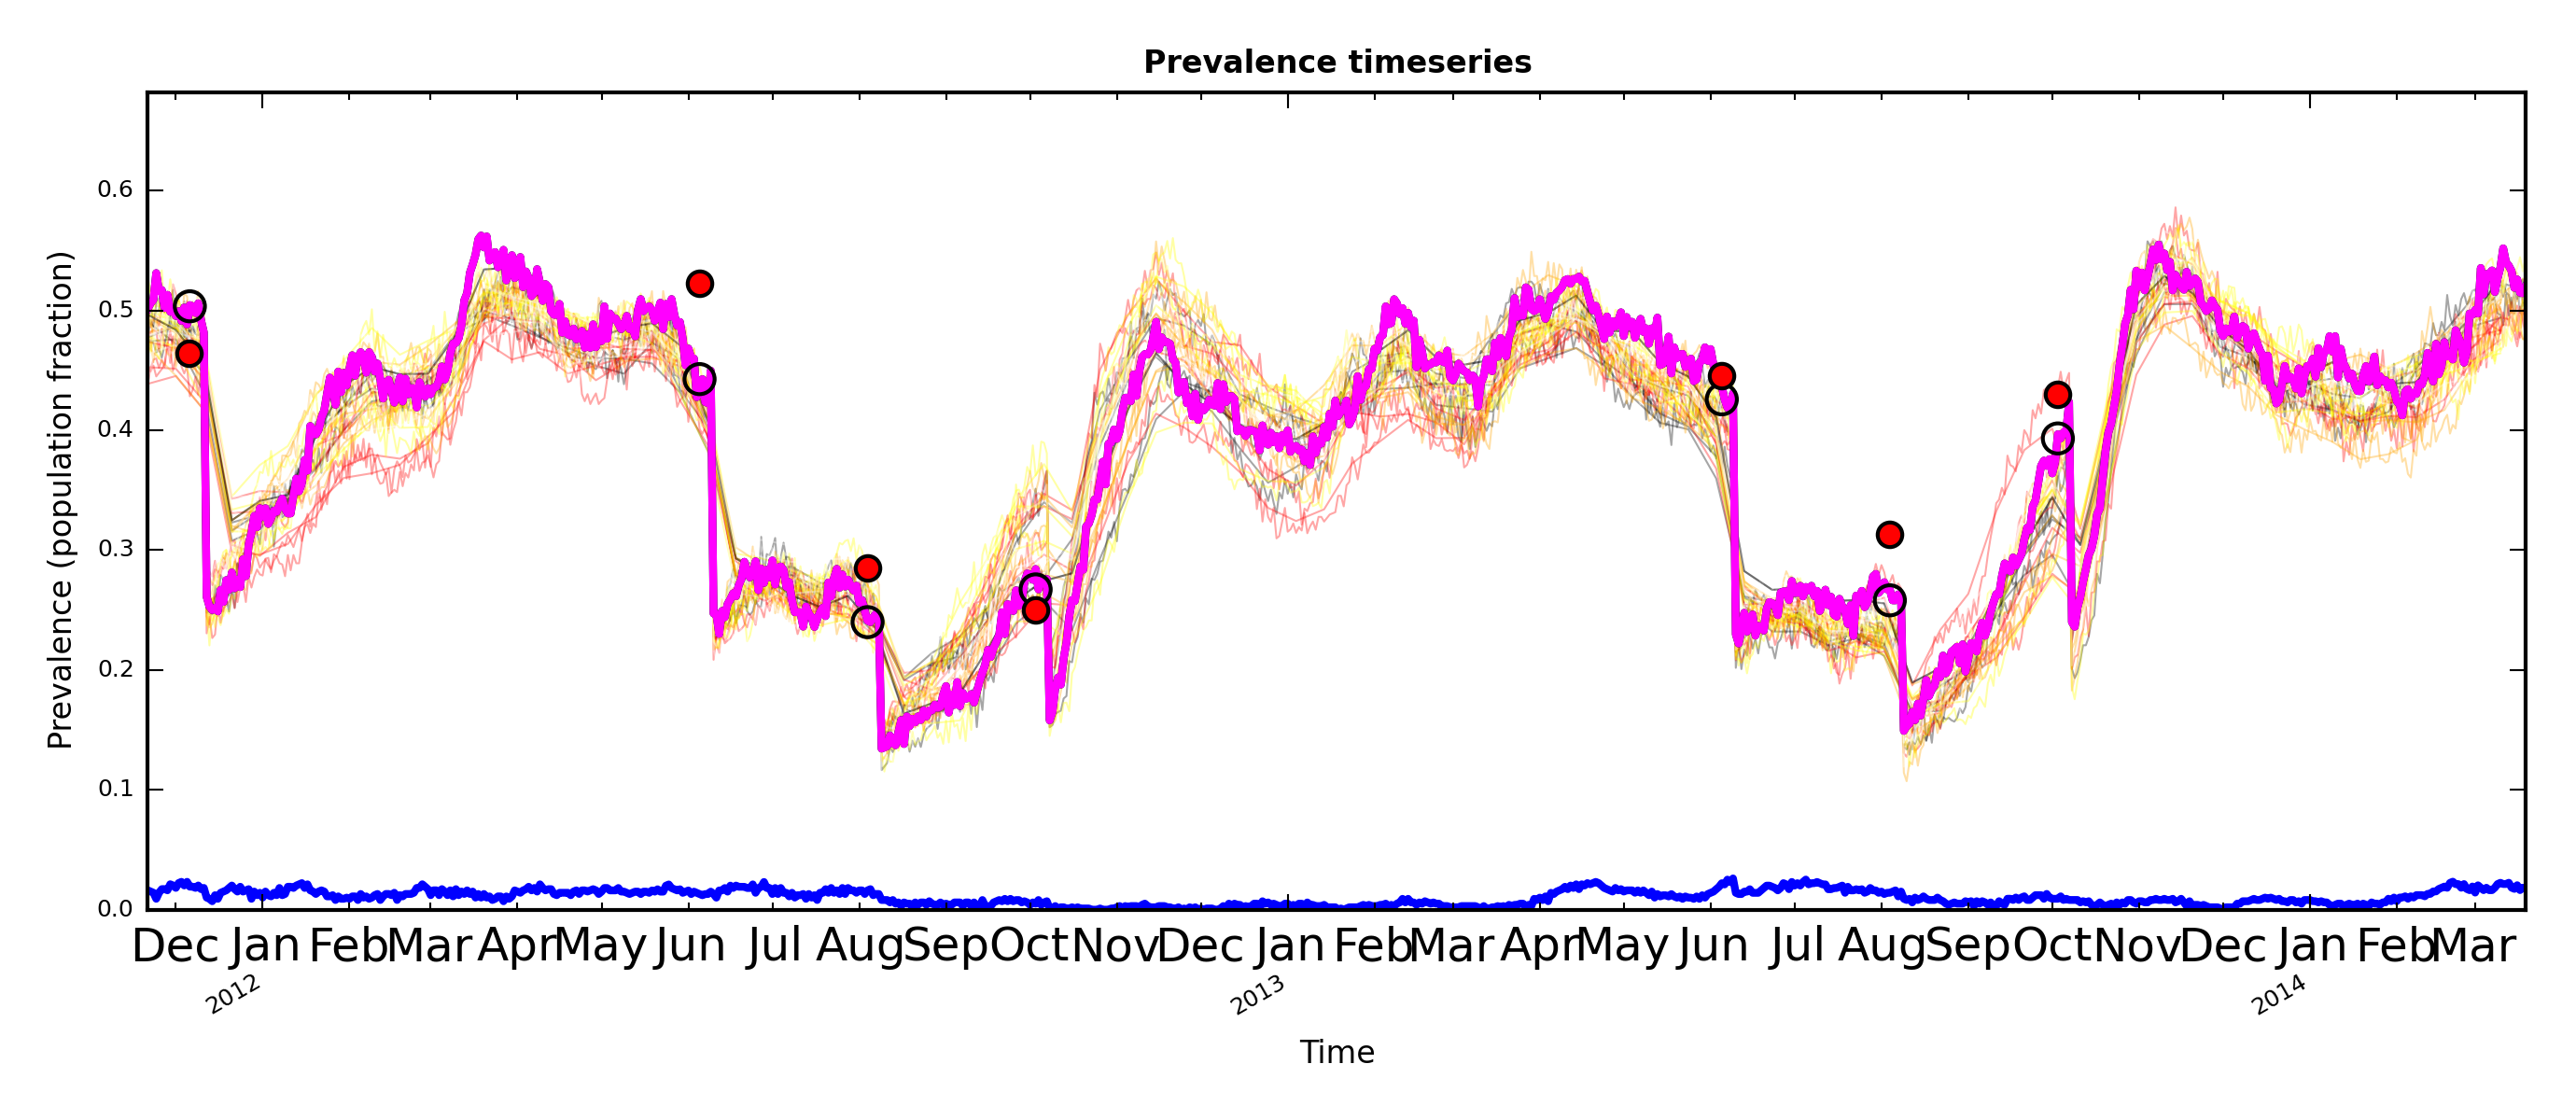 Prevalence timeseries
Prevalence (population fraction)
0.6
0.5
0.4
0.3
0.2
0.1
0.0
Dec Jan Feb Mar Apr May Jun Jul Aug Sep Oct Nov Dec Jan Feb Mar Apr May Jun Jul Aug Sep Oct Nov Dec Jan Feb Mar
2012 2013 2014
Time